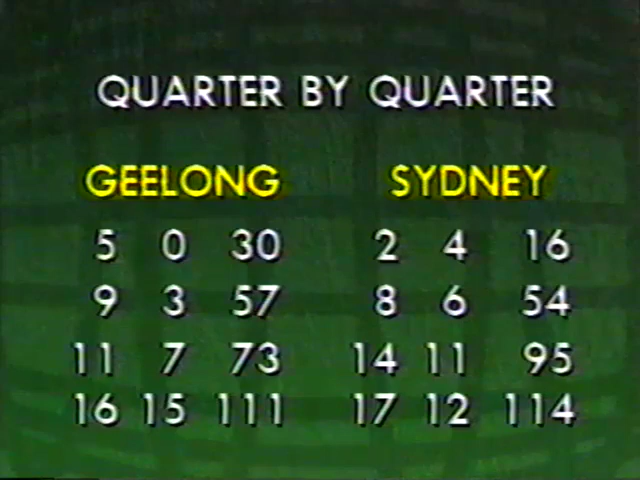 QUARTER BY QUARTER
GEELONG SYDNEY
5 0 30 2 4 16
9 3 57 8 6 54
11 7 73 14 11 95
16 15 111 17 12 114